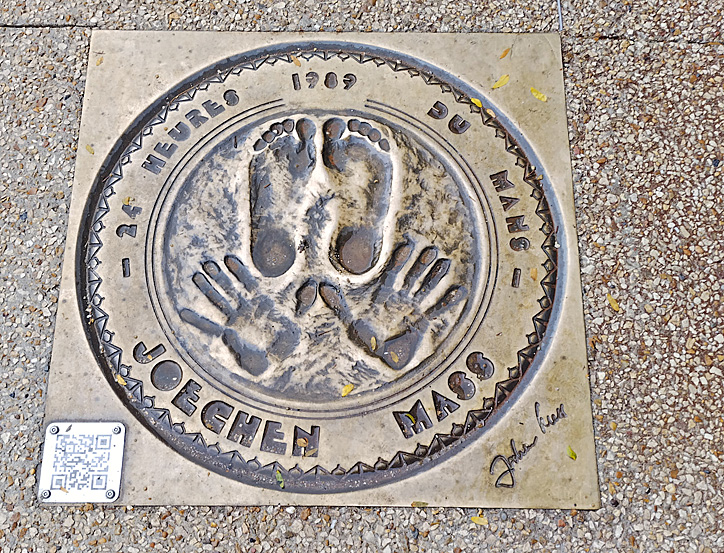 24 HEURES 1989 DU MANS
JOECHEN MASS